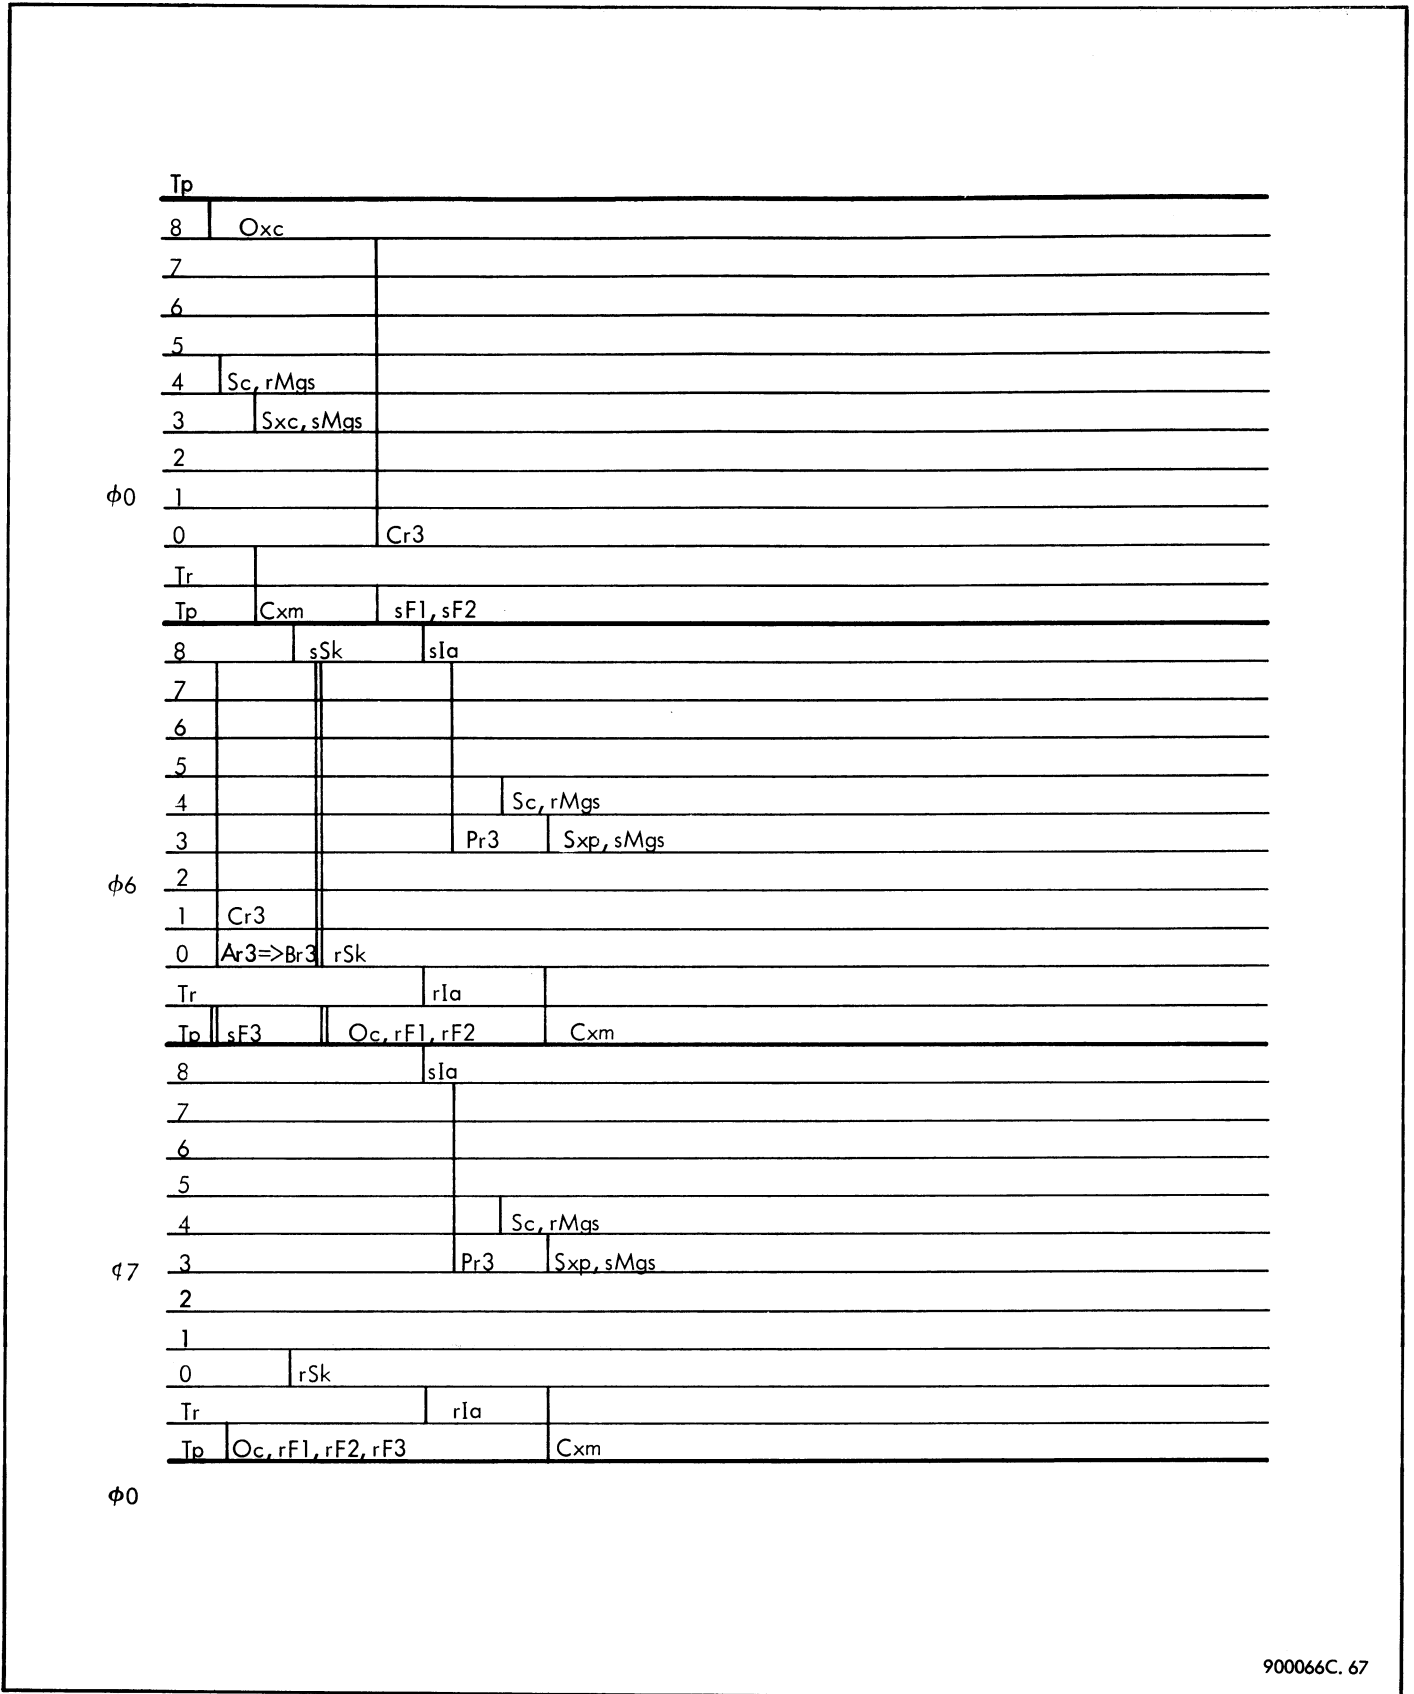 Tp
8 Oxc
7
6
5
4 Sc, rMgs
3 Sxc, sMgs
2
φ0 1
0 Cr3
Tr
Tp Cxm sF1, sF2
8 sSk sIa
7
6
5
4 Sc, rMgs
3 Pr3 Sxp, sMgs
φ6 2
1 Cr3
0 Ar3=>Br3 rSk
Tr rIa
Tp sF3 Oc, rF1, rF2 Cxm
8 sIa
7
6
5
4 Sc, rMgs
¢7 3 Pr3 Sxp, sMgs
2
1
0 rSk
Tr rIa
Tp Oc, rF1, rF2, rF3 Cxm
φ0
900066C. 67